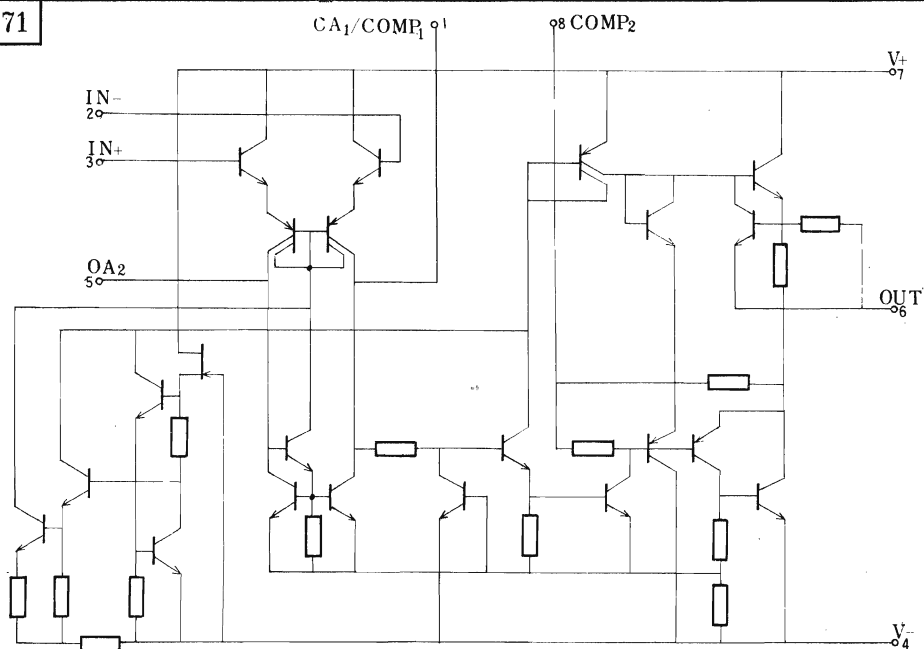 71
CA1/COMP1 1
8 COMP2
V+
7
IN-
2
IN+
3
OA2
5
OUT
6
V-
4